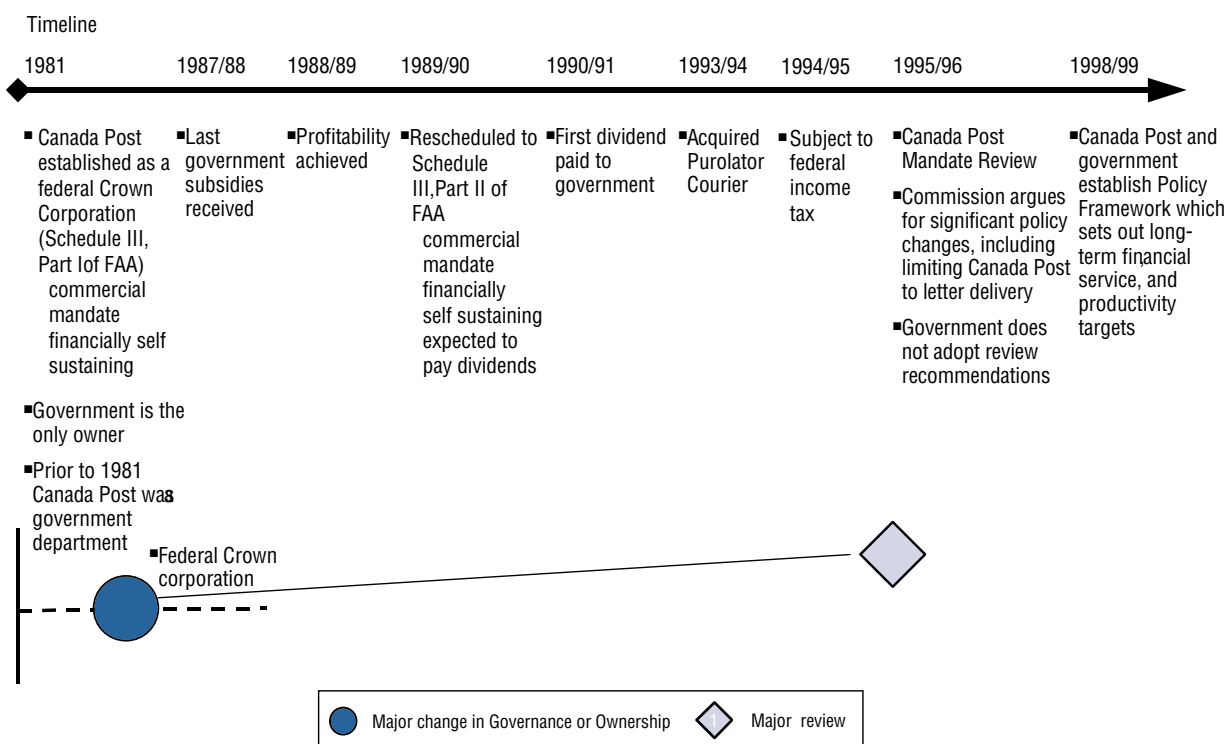 Timeline
1981
1987/88
1988/89
1989/90
1990/91
1993/94
1994/95
1995/96
1998/99
■ Canada Post
established as a
federal Crown
Corporation
(Schedule III,
Part Iof FAA)
commercial
mandate
financially self
sustaining
■Government is the
only owner
■Prior to 1981
Canada Post was
government
department
■Last
government
subsidies
received
■Profitability
achieved
■Rescheduled to
Schedule
III,Part II of
FAA
commercial
mandate
financially
self sustaining
expected to
pay dividends
■First dividend
paid to
government
■Acquired
Purolator
Courier
■ Subject to
federal
income
tax
■Canada Post
Mandate Review
■Commission argues
for significant policy
changes, including
limiting Canada Post
to letter delivery
■Government does
not adopt review
recommendations
■Canada Post and
government
establish Policy
Framework which
sets out long-
term financial,
service, and
productivity
targets
■Federal Crown
corporation
Major change in Governance or Ownership
1
Major review